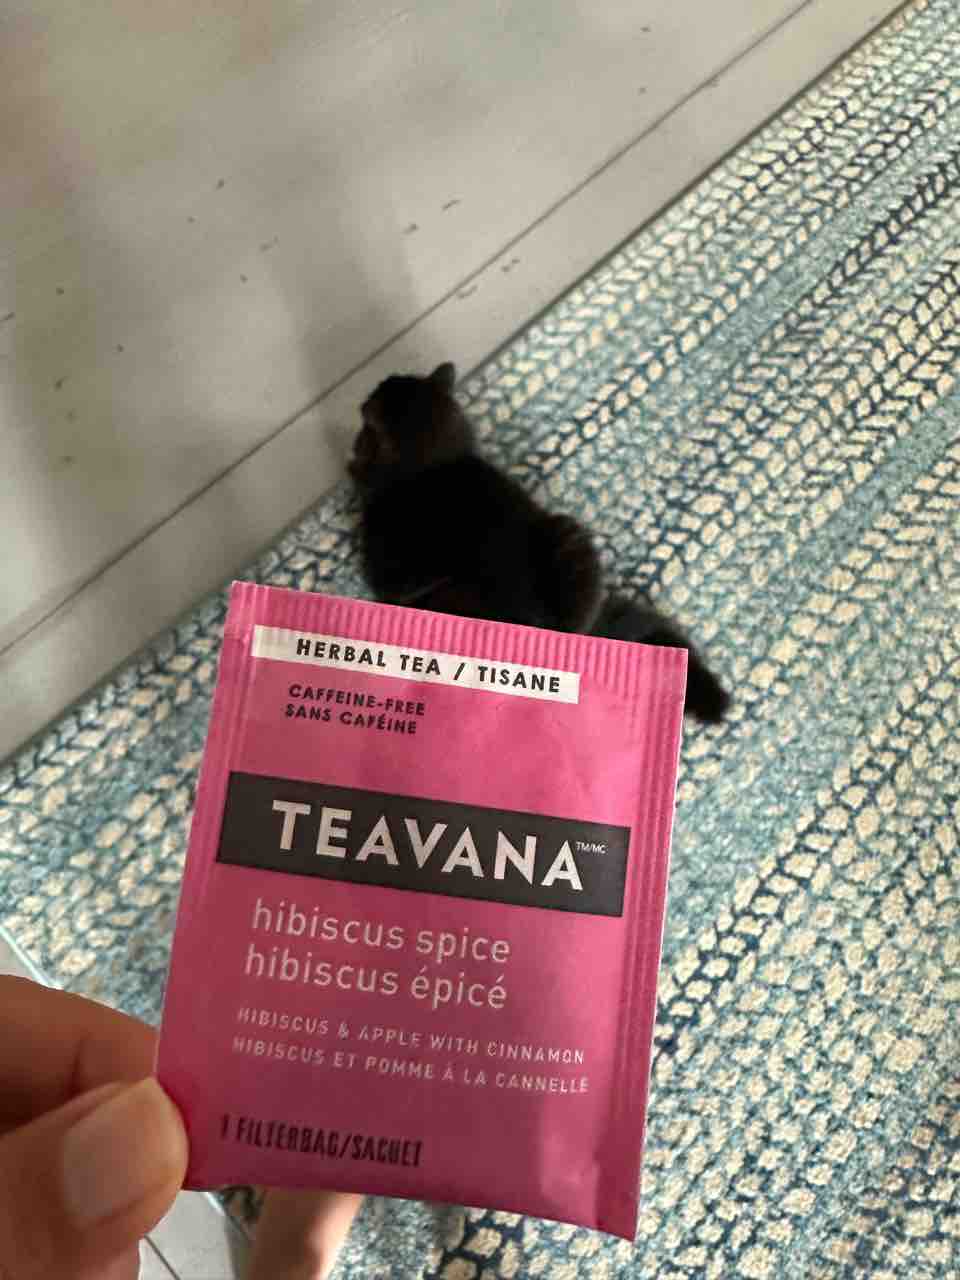 HERBAL TEA / TISANE
CAFFEINE-FREE
SANS CAFÉINE
TEAVANA™/MC
hibiscus spice
hibiscus épicé
HIBISCUS & APPLE WITH CINNAMON
HIBISCUS ET POMME À LA CANNELLE
1 FILTERBAG/SACHET